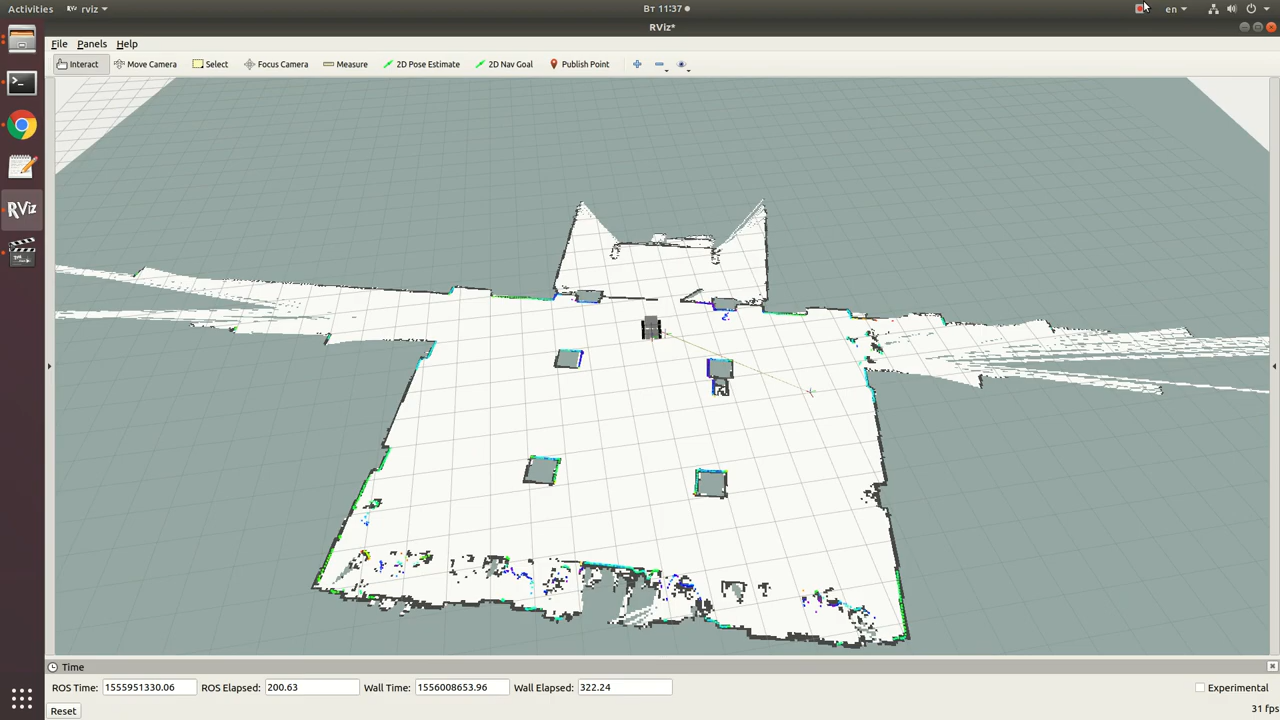 Activities rviz Вт 11:37 en
RViz*
File Panels Help
Interact Move Camera Select Focus Camera Measure 2D Pose Estimate 2D Nav Goal Publish Point
RViz
Time
ROS Time: 1555951330.06 ROS Elapsed: 200.63 Wall Time: 1556008653.96 Wall Elapsed: 322.24 Experimental
Reset 31 fps